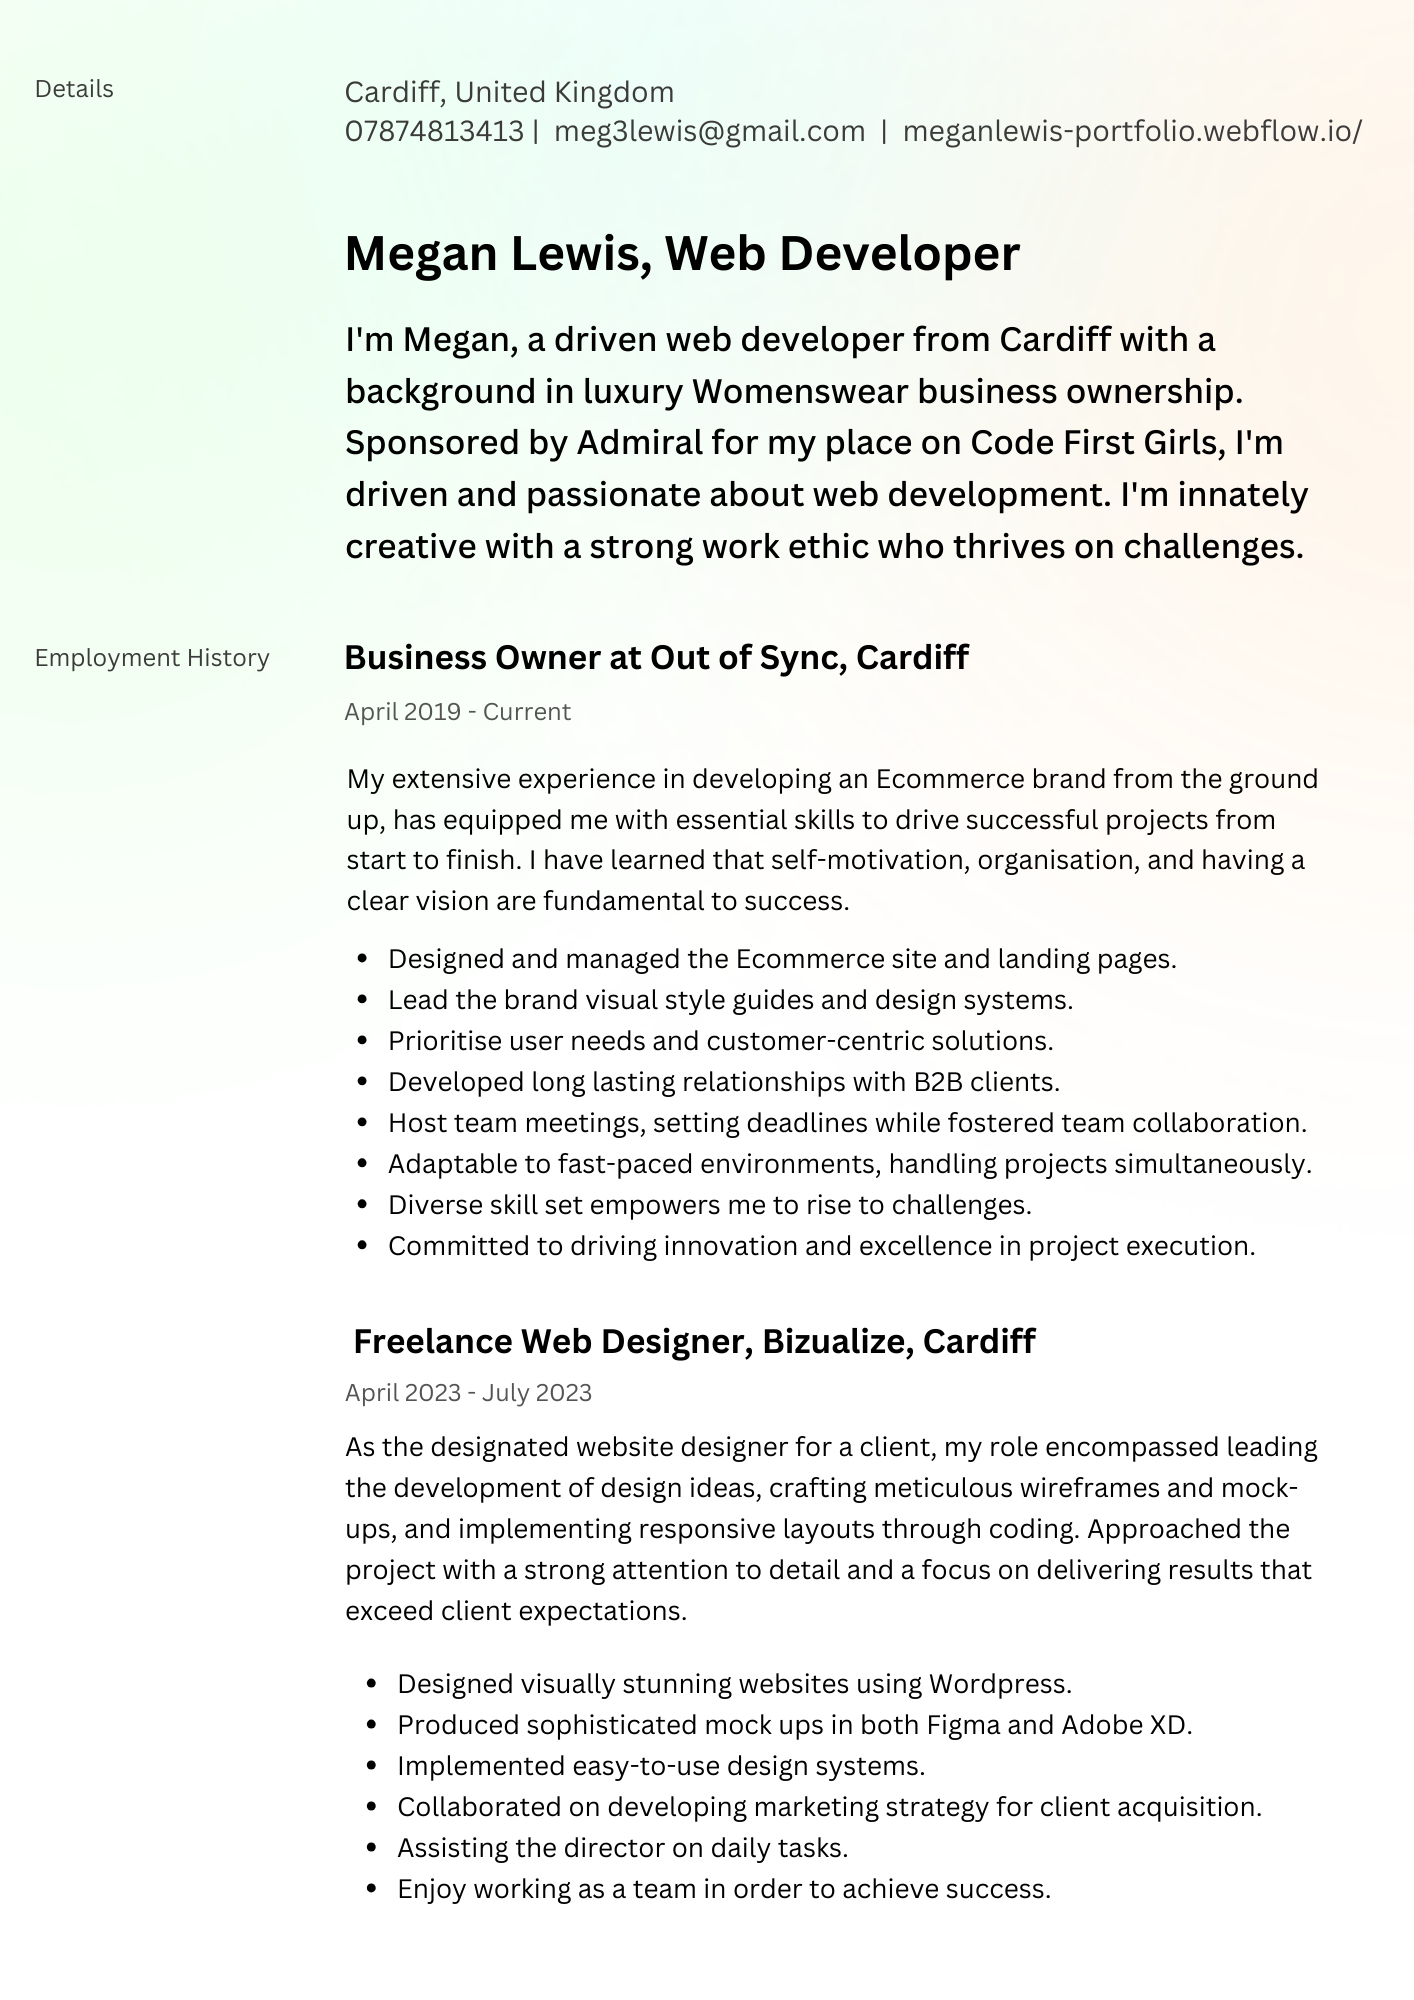 Details
Cardiff, United Kingdom
07874813413 | meg3lewis@gmail.com | meganlewis-portfolio.webflow.io/
Megan Lewis, Web Developer
I'm Megan, a driven web developer from Cardiff with a
background in luxury Womenswear business ownership.
Sponsored by Admiral for my place on Code First Girls, I'm
driven and passionate about web development. I'm innately
creative with a strong work ethic who thrives on challenges.
Employment History
Business Owner at Out of Sync, Cardiff
April 2019 - Current
My extensive experience in developing an Ecommerce brand from the ground
up, has equipped me with essential skills to drive successful projects from
start to finish. I have learned that self-motivation, organisation, and having a
clear vision are fundamental to success.
• Designed and managed the Ecommerce site and landing pages.
• Lead the brand visual style guides and design systems.
• Prioritise user needs and customer-centric solutions.
• Developed long lasting relationships with B2B clients.
• Host team meetings, setting deadlines while fostered team collaboration.
• Adaptable to fast-paced environments, handling projects simultaneously.
• Diverse skill set empowers me to rise to challenges.
• Committed to driving innovation and excellence in project execution.
Freelance Web Designer, Bizualize, Cardiff
April 2023 - July 2023
As the designated website designer for a client, my role encompassed leading
the development of design ideas, crafting meticulous wireframes and mock-
ups, and implementing responsive layouts through coding. Approached the
project with a strong attention to detail and a focus on delivering results that
exceed client expectations.
• Designed visually stunning websites using Wordpress.
• Produced sophisticated mock ups in both Figma and Adobe XD.
• Implemented easy-to-use design systems.
• Collaborated on developing marketing strategy for client acquisition.
• Assisting the director on daily tasks.
• Enjoy working as a team in order to achieve success.